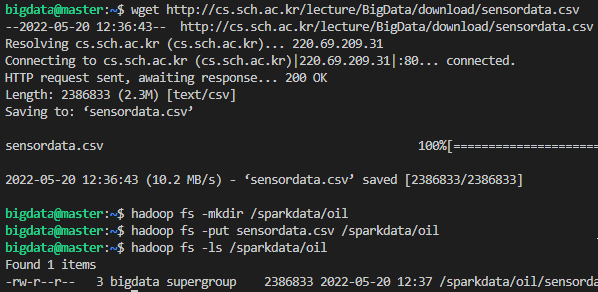 bigdata@master:~$ wget http://cs.sch.ac.kr/lecture/BigData/download/sensordata.csv
--2022-05-20 12:36:43--  http://cs.sch.ac.kr/lecture/BigData/download/sensordata.csv
Resolving cs.sch.ac.kr (cs.sch.ac.kr)... 220.69.209.31
Connecting to cs.sch.ac.kr (cs.sch.ac.kr)|220.69.209.31|:80... connected.
HTTP request sent, awaiting response... 200 OK
Length: 2386833 (2.3M) [text/csv]
Saving to: ‘sensordata.csv’
sensordata.csv 100%[=====================
2022-05-20 12:36:43 (10.2 MB/s) - ‘sensordata.csv’ saved [2386833/2386833]
bigdata@master:~$ hadoop fs -mkdir /sparkdata/oil
bigdata@master:~$ hadoop fs -put sensordata.csv /sparkdata/oil
bigdata@master:~$ hadoop fs -ls /sparkdata/oil
Found 1 items
-rw-r--r--   3 bigdata supergroup    2386833 2022-05-20 12:37 /sparkdata/oil/sensorda